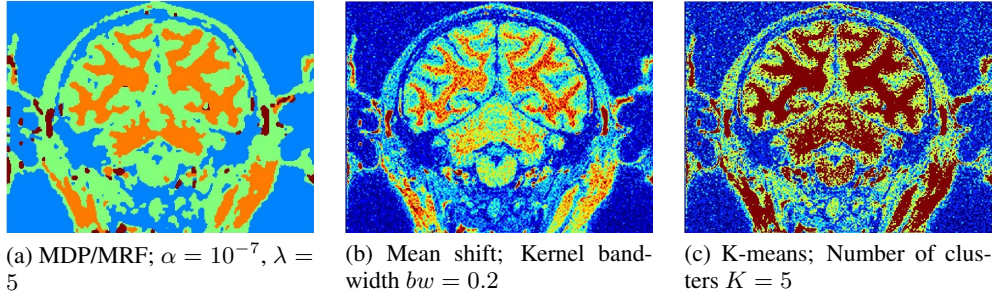 (a) MDP/MRF; α = 10⁻⁷, λ =
5
(b) Mean shift; Kernel band-
width bw = 0.2
(c) K-means; Number of clus-
ters K = 5